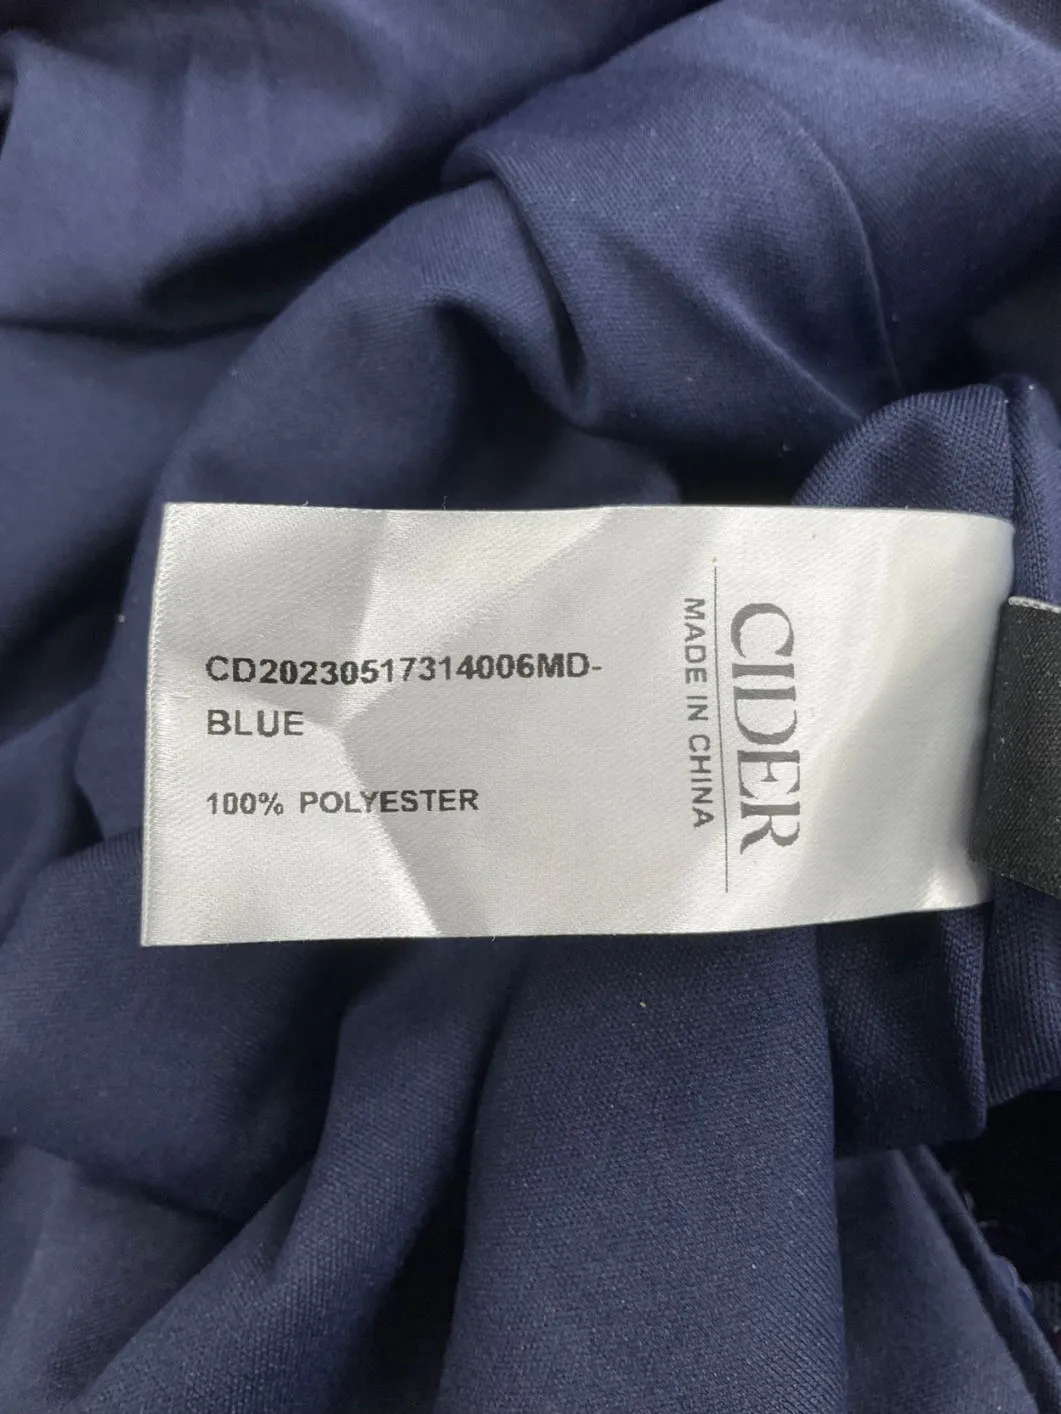 CD20230517314006MD-
BLUE
100% POLYESTER
CIDER
MADE IN CHINA